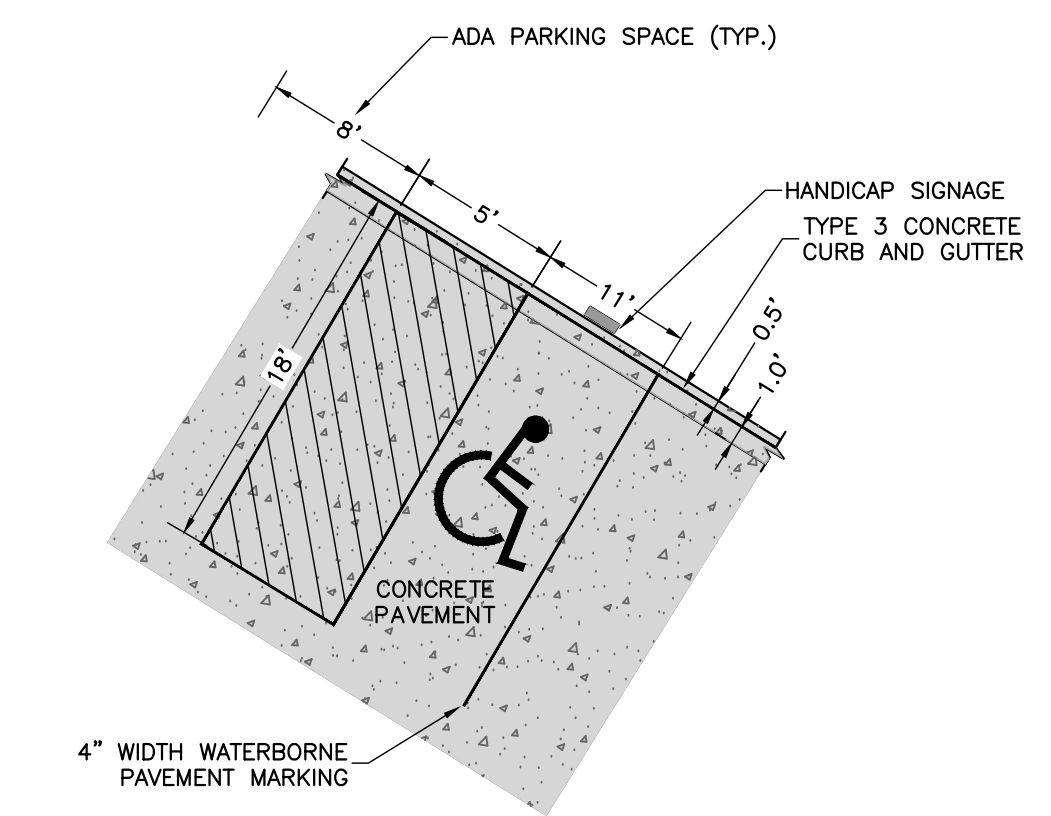 ADA PARKING SPACE (TYP.)
8'
5'
11'
HANDICAP SIGNAGE
TYPE 3 CONCRETE
CURB AND GUTTER
0.5'
1.0'
18'
CONCRETE
PAVEMENT
4" WIDTH WATERBORNE
PAVEMENT MARKING